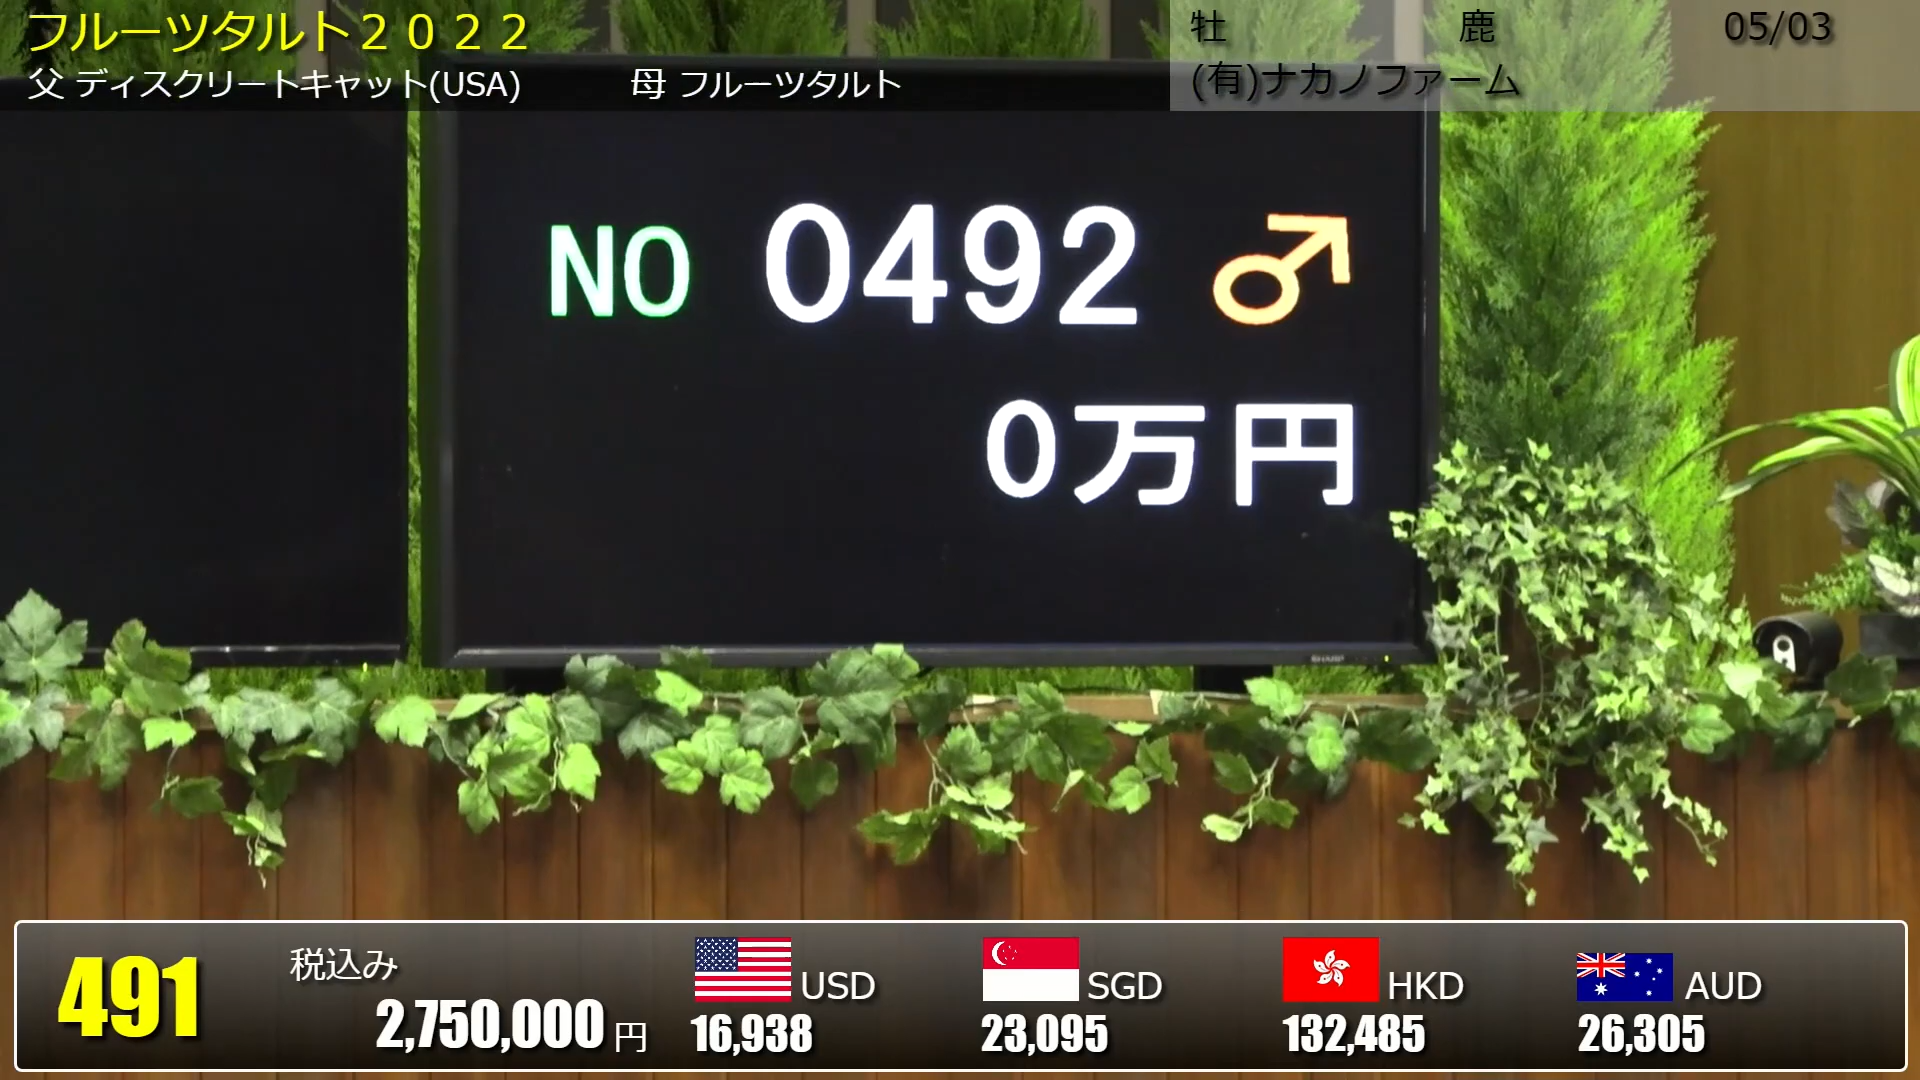 フルーツタルト２０２２
父 ディスクリートキャット(USA) 母 フルーツタルト
牡 鹿 05/03
(有)ナカノファーム
NO 0492 ♂
0万円
SHARP
491 税込み 2,750,000 円
USD 16,938
SGD 23,095
HKD 132,485
AUD 26,305